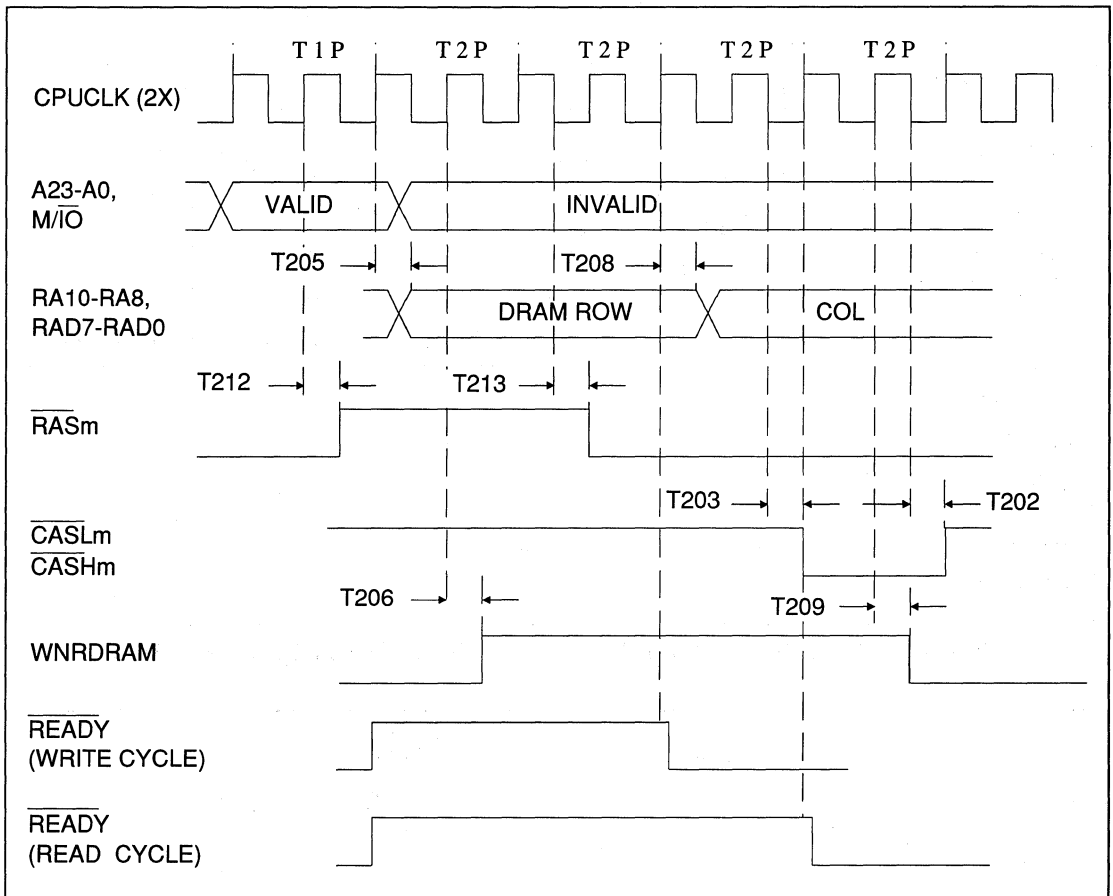 T1P T2P T2P T2P T2P
CPUCLK (2X)
A23-A0,
M/IO
VALID INVALID
T205 T208
RA10-RA8,
RAD7-RAD0
DRAM ROW COL
T212 T213
RASm
T203 T202
CASLm
CASHm
T206 T209
WNRDRAM
READY
(WRITE CYCLE)
READY
(READ CYCLE)